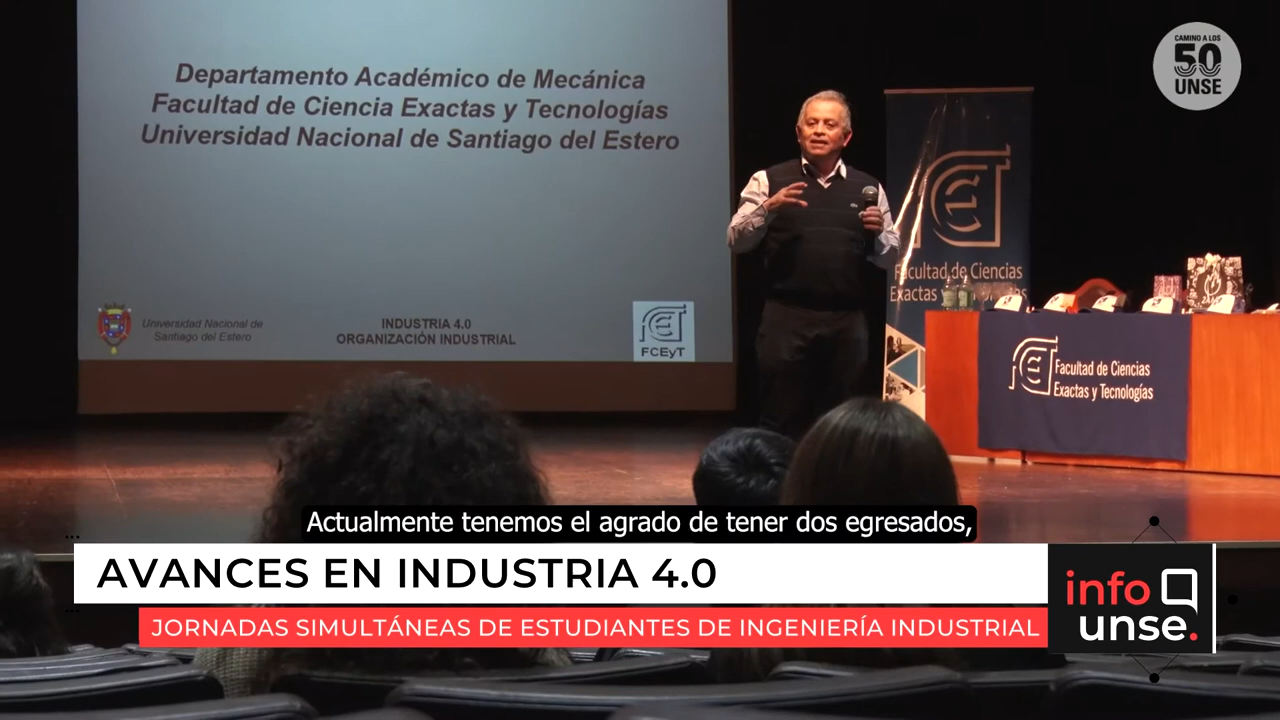 Departamento Académico de Mecánica
Facultad de Ciencia Exactas y Tecnologías
Universidad Nacional de Santiago del Estero
Universidad Nacional de
Santiago del Estero
INDUSTRIA 4.0
ORGANIZACIÓN INDUSTRIAL
FCEyT
CAMINO A LOS
50
UNSE
Facultad de Ciencias
Exactas y
Facultad de Ciencias
Exactas y Tecnologías
Actualmente tenemos el agrado de tener dos egresados,
AVANCES EN INDUSTRIA 4.0
JORNADAS SIMULTÁNEAS DE ESTUDIANTES DE INGENIERÍA INDUSTRIAL
info
unse.